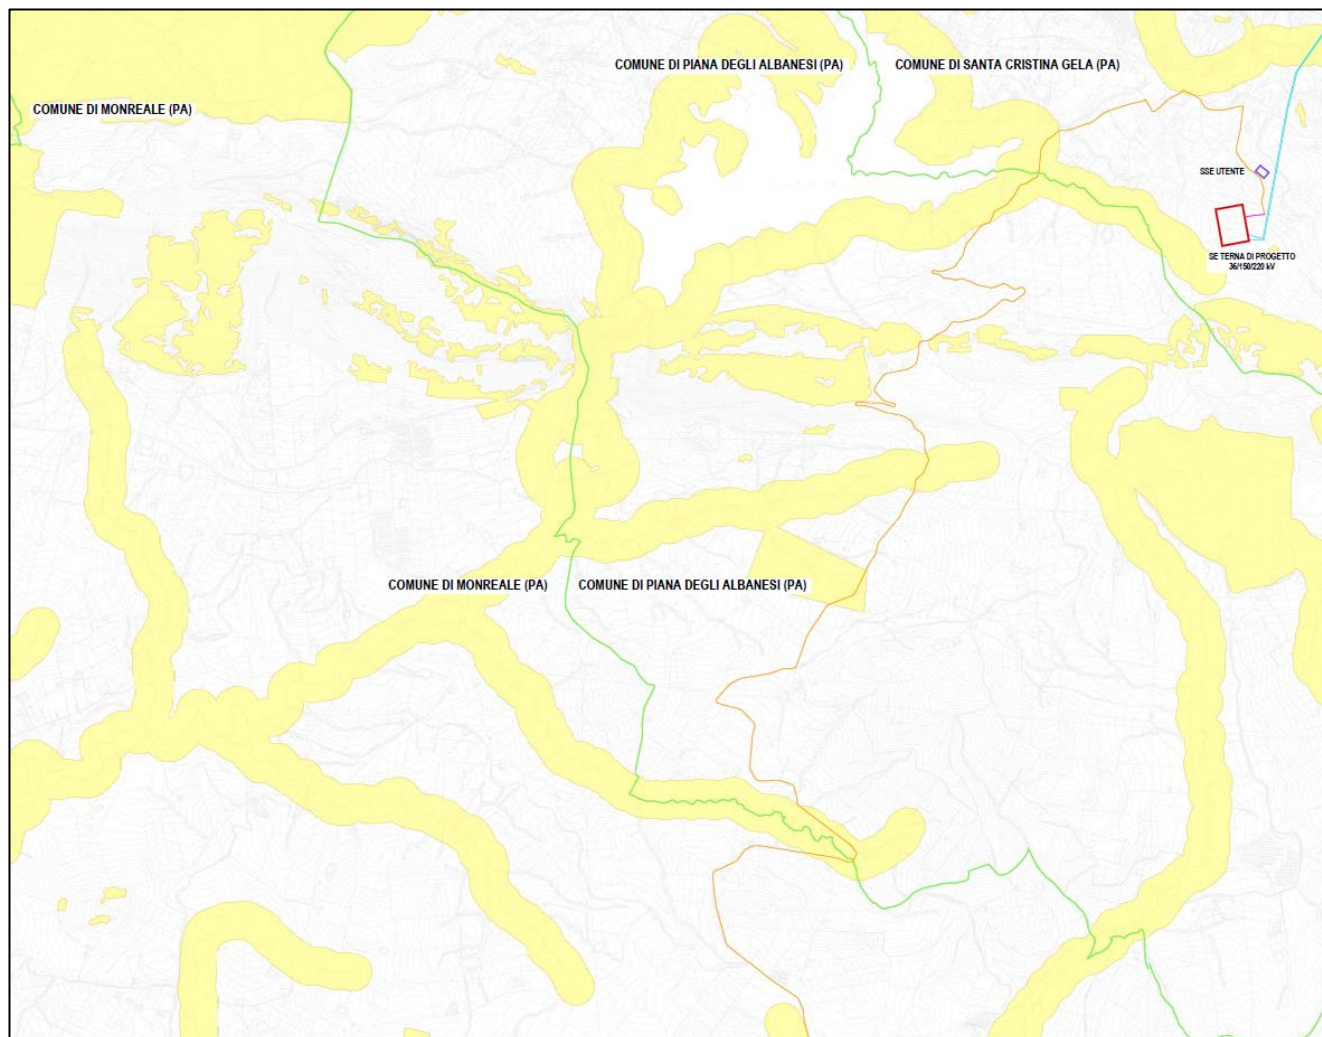 COMUNE DI PIANA DEGLI ALBANESI (PA)
COMUNE DI SANTA CRISTINA GELA (PA)
COMUNE DI MONREALE (PA)
SSE UTENTE
SE TERNA DI PROGETTO
36/150/220 kV
COMUNE DI MONREALE (PA)
COMUNE DI PIANA DEGLI ALBANESI (PA)